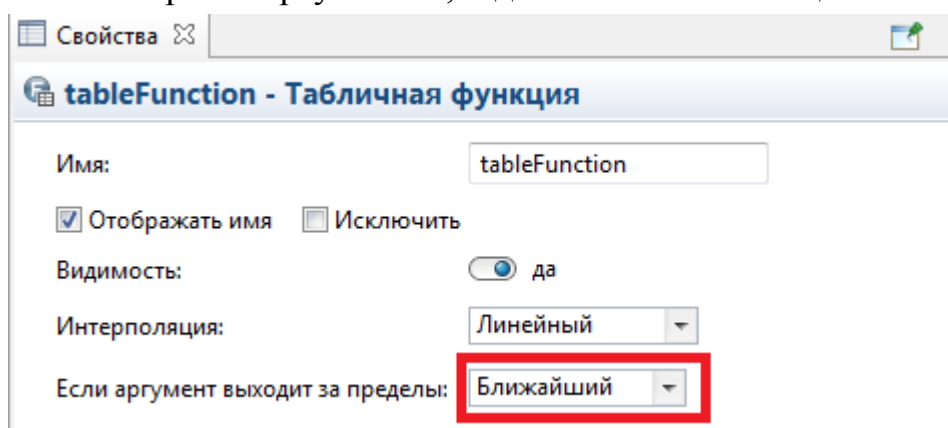 Свойства
tableFunction - Табличная функция
Имя: tableFunction
Отображать имя Исключить
Видимость: да
Интерполяция: Линейный
Если аргумент выходит за пределы: Ближайший